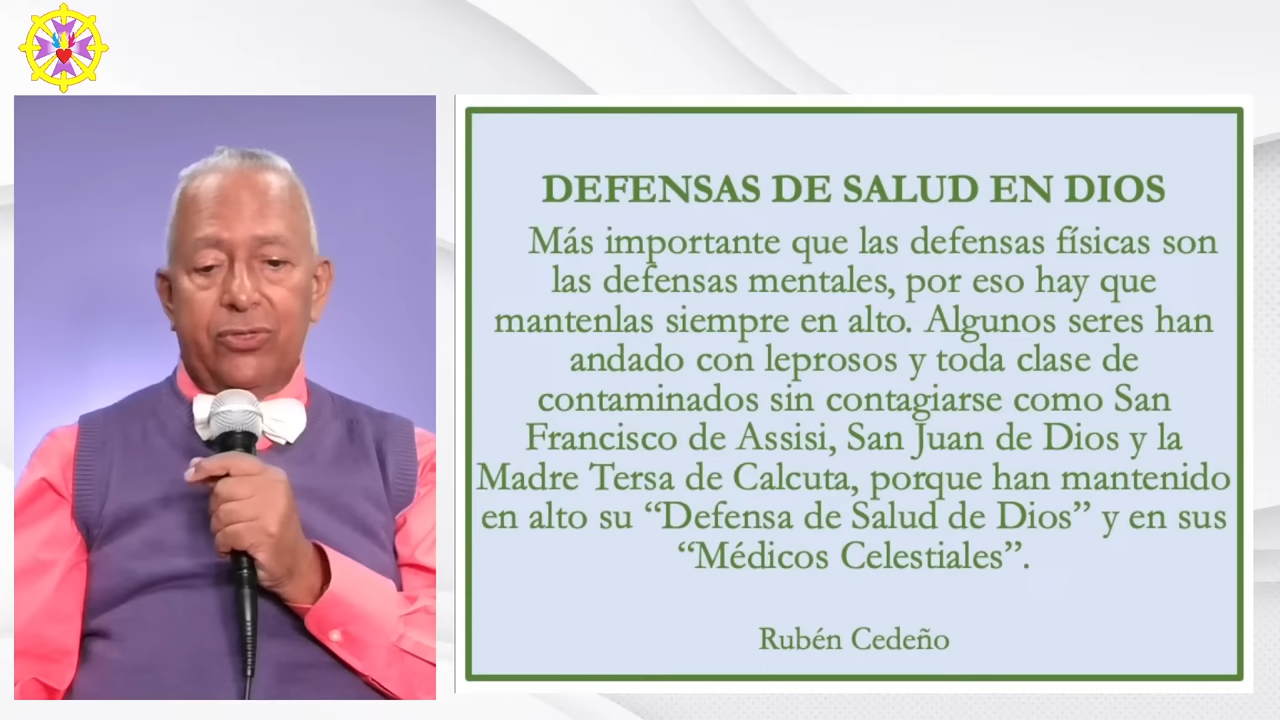 DEFENSAS DE SALUD EN DIOS
Más importante que las defensas físicas son
las defensas mentales, por eso hay que
mantenlas siempre en alto. Algunos seres han
andado con leprosos y toda clase de
contaminados sin contagiarse como San
Francisco de Assisi, San Juan de Dios y la
Madre Tersa de Calcuta, porque han mantenido
en alto su “Defensa de Salud de Dios” y en sus
“Médicos Celestiales”.
Rubén Cedeño